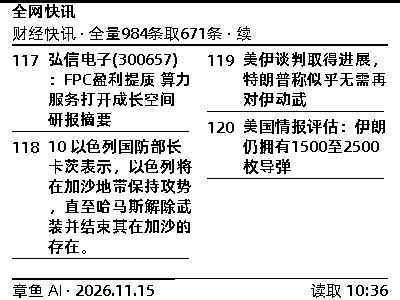 全网快讯
财经快讯 · 全量984条取671条 · 续
117 弘信电子(300657)
：FPC盈利提质 算力
服务打开成长空间
研报摘要
118 10 以色列国防部长
卡茨表示，以色列将
在加沙地带保持攻势
，直至哈马斯解除武
装并结束其在加沙的
存在。
119 美伊谈判取得进展，
特朗普称似乎无需再
对伊动武
120 美国情报评估：伊朗
仍拥有1500至2500
枚导弹
章鱼 AI · 2026.11.15
读取 10:36